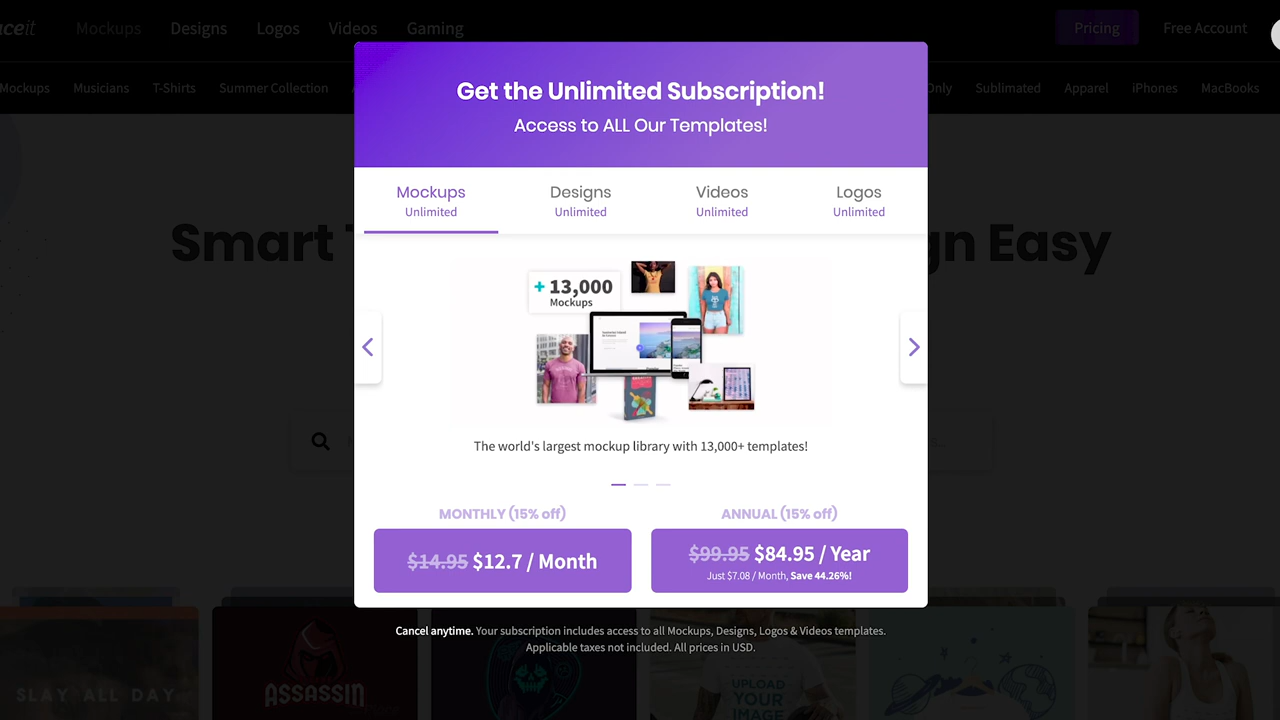 ceit Mockups Designs Logos Videos Gaming Pricing Free Account
Mockups Musicians T-Shirts Summer Collection Only Sublimated Apparel iPhones MacBooks
Get the Unlimited Subscription!
Access to ALL Our Templates!
Mockups Designs Videos Logos
Unlimited Unlimited Unlimited Unlimited
Smart gn Easy
+ 13,000
Mockups
The world's largest mockup library with 13,000+ templates!
MONTHLY (15% off) ANNUAL (15% off)
$14.95 $12.7 / Month
$99.95 $84.95 / Year
Just $7.08 / Month, Save 44.26%!
Cancel anytime. Your subscription includes access to all Mockups, Designs, Logos & Videos templates.
Applicable taxes not included. All prices in USD.
SLAY ALL DAY
ASSASSIN
UPLOAD
YOUR
IMAGE